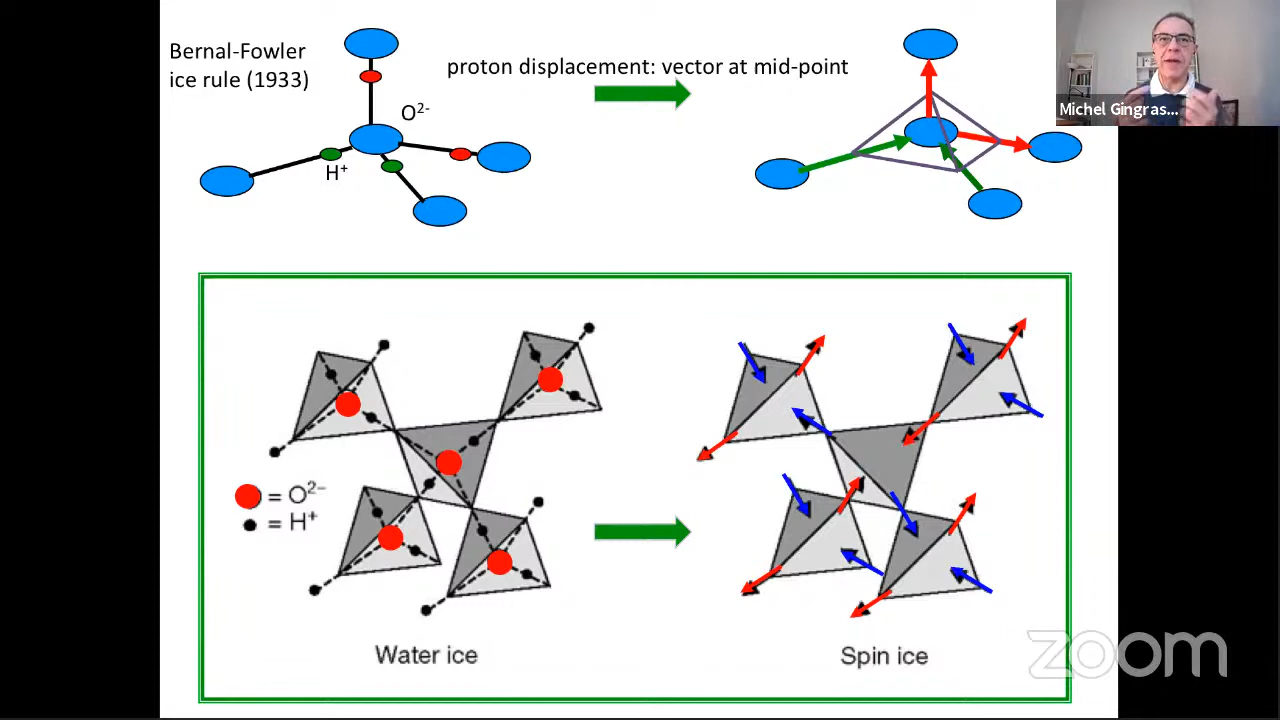 Bernal-Fowler
ice rule (1933)
proton displacement: vector at mid-point
O²⁻
H⁺
Michel Gingras...
= O²⁻
= H⁺
Water ice
Spin ice
zoom